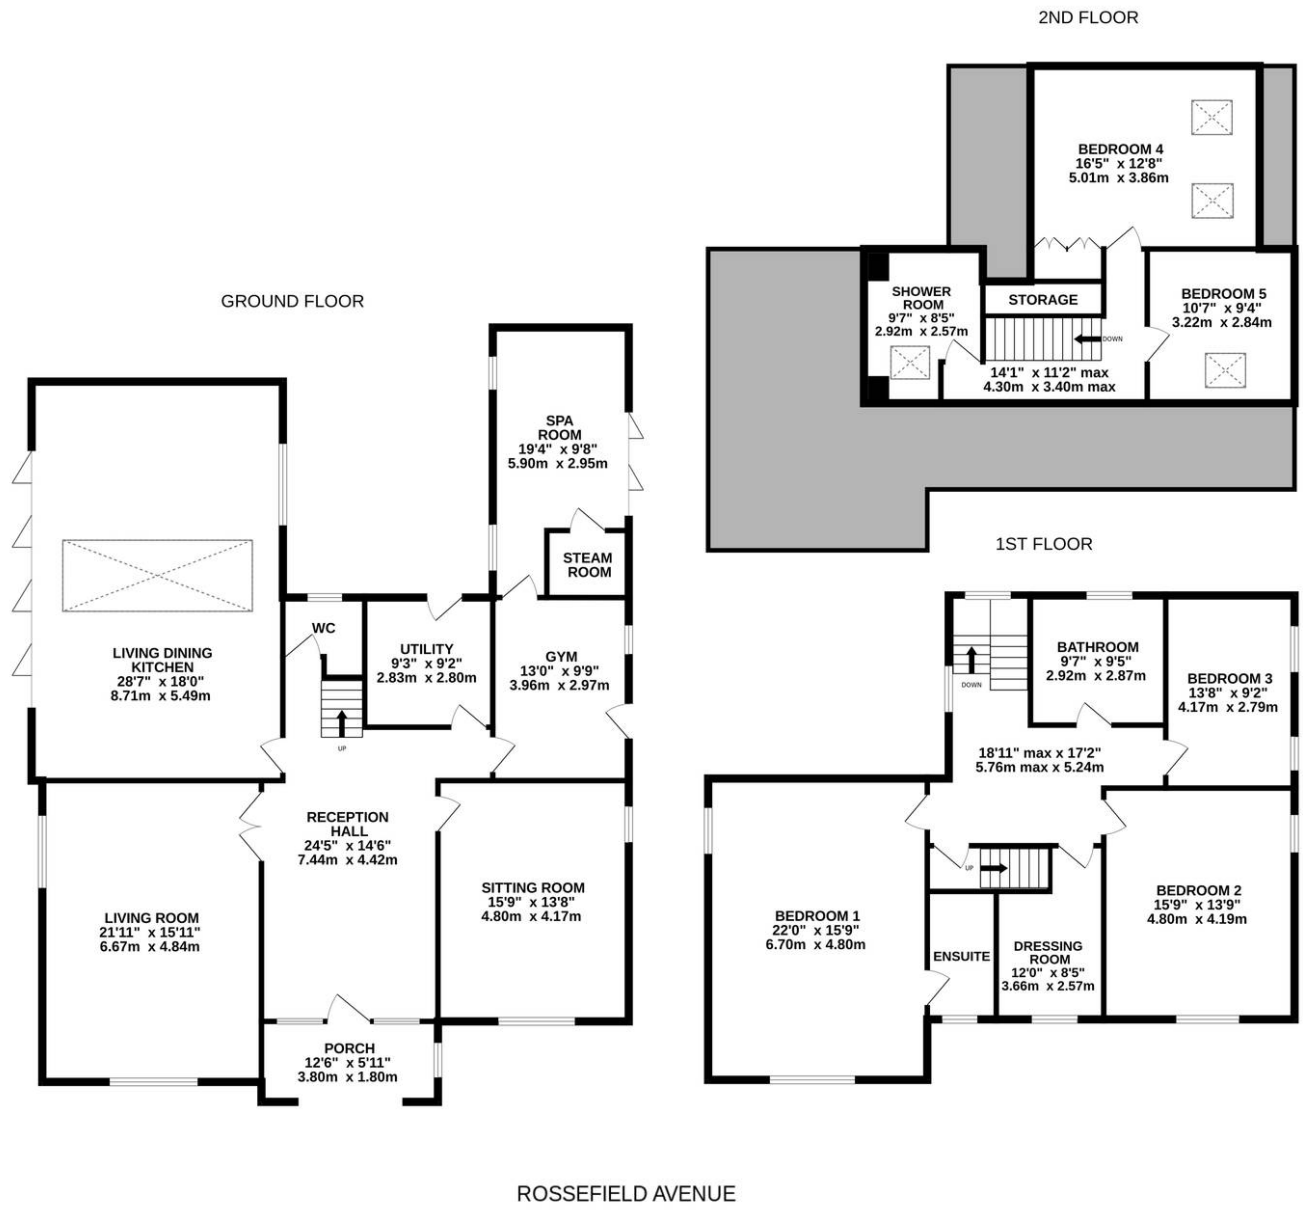 2ND FLOOR
BEDROOM 4
16'5" x 12'8"
5.01m x 3.86m
SHOWER
ROOM
9'7" x 8'5"
2.92m x 2.57m
STORAGE
BEDROOM 5
10'7" x 9'4"
3.22m x 2.84m
DOWN
14'1" x 11'2" max
4.30m x 3.40m max
GROUND FLOOR
SPA
ROOM
19'4" x 9'8"
5.90m x 2.95m
STEAM
ROOM
WC
UTILITY
9'3" x 9'2"
2.83m x 2.80m
GYM
13'0" x 9'9"
3.96m x 2.97m
LIVING DINING
KITCHEN
28'7" x 18'0"
8.71m x 5.49m
UP
RECEPTION
HALL
24'5" x 14'6"
7.44m x 4.42m
SITTING ROOM
15'9" x 13'8"
4.80m x 4.17m
LIVING ROOM
21'11" x 15'11"
6.67m x 4.84m
PORCH
12'6" x 5'11"
3.80m x 1.80m
1ST FLOOR
BATHROOM
9'7" x 9'5"
2.92m x 2.87m
DOWN
BEDROOM 3
13'8" x 9'2"
4.17m x 2.79m
18'11" max x 17'2"
5.76m max x 5.24m
UP
BEDROOM 2
15'9" x 13'9"
4.80m x 4.19m
BEDROOM 1
22'0" x 15'9"
6.70m x 4.80m
ENSUITE
DRESSING
ROOM
12'0" x 8'5"
3.66m x 2.57m
ROSSEFIELD AVENUE